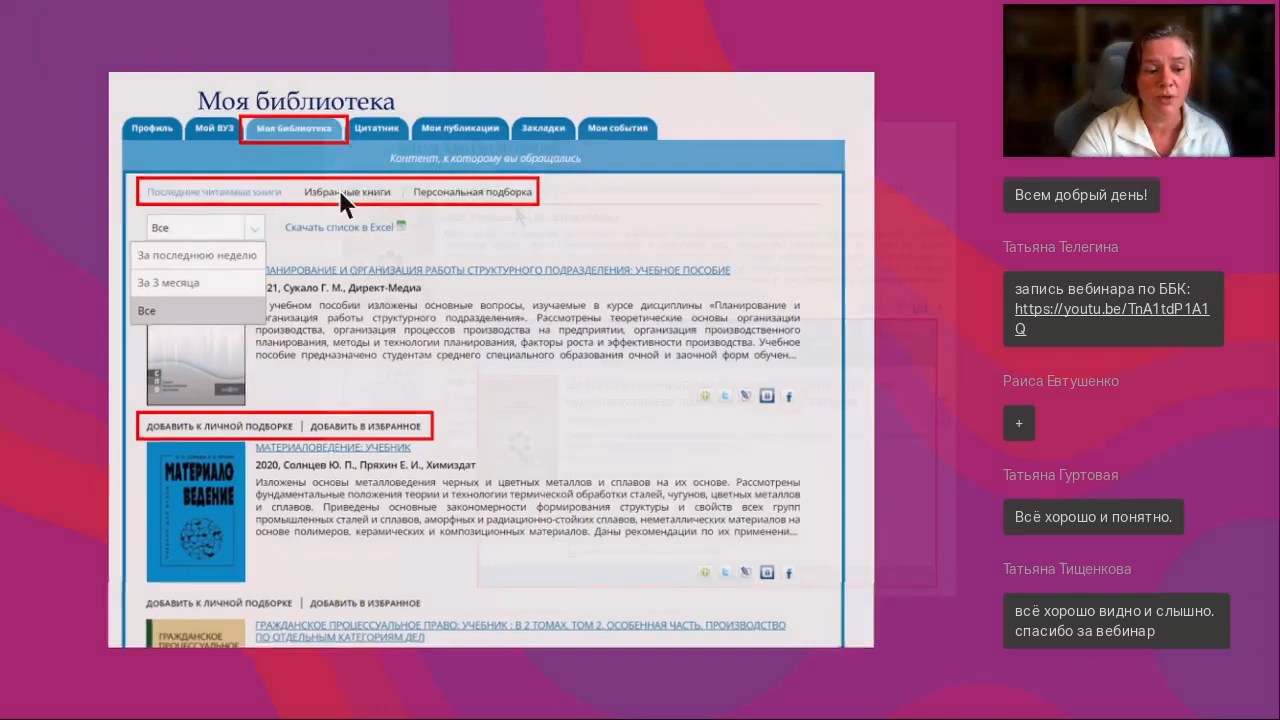 Моя библиотека
Профиль
Мой ВУЗ
Моя библиотека
Цитатник
Мои публикации
Закладки
Мои события
Контент, к которому вы обращались
Последние читаемые книги
Избранные книги
Персональная подборка
Все
Скачать список в Excel
За последнюю неделю
За 3 месяца
Все
ЛАНИРОВАНИЕ И ОРГАНИЗАЦИЯ РАБОТЫ СТРУКТУРНОГО ПОДРАЗДЕЛЕНИЯ: УЧЕБНОЕ ПОСОБИЕ
21, Сукало Г. М., Директ-Медиа
учебном пособии изложены основные вопросы, изучаемые в курсе дисциплины «Планирование и
организация работы структурного подразделения». Рассмотрены теоретические основы организации
производства, организация процессов производства на предприятии, организация производственного
планирования, методы и технологии планирования, факторы роста и эффективности производства. Учебное
пособие предназначено студентам среднего специального образования очной и заочной форм обучен...
ДОБАВИТЬ К ЛИЧНОЙ ПОДБОРКЕ | ДОБАВИТЬ В ИЗБРАННОЕ
МАТЕРИАЛО
ВЕДЕНИЕ
МАТЕРИАЛОВЕДЕНИЕ: УЧЕБНИК
2020, Солнцев Ю. П., Пряхин Е. И., Химиздат
Изложены основы металловедения черных и цветных металлов и сплавов на их основе. Рассмотрены
фундаментальные положения теории и технологии термической обработки сталей, чугунов, цветных металлов
и сплавов. Приведены основные закономерности формирования структуры и свойств всех групп
промышленных сталей и сплавов, аморфных и радиационно-стойких сплавов, неметаллических материалов на
основе полимеров, керамических и композиционных материалов. Даны рекомендации по их применени...
ДОБАВИТЬ К ЛИЧНОЙ ПОДБОРКЕ | ДОБАВИТЬ В ИЗБРАННОЕ
ГРАЖДАНСКОЕ
ПРОЦЕССУАЛЬНОЕ
ГРАЖДАНСКОЕ ПРОЦЕССУАЛЬНОЕ ПРАВО: УЧЕБНИК : В 2 ТОМАХ. ТОМ 2. ОСОБЕННАЯ ЧАСТЬ. ПРОИЗВОДСТВО
ПО ОТДЕЛЬНЫМ КАТЕГОРИЯМ ДЕЛ
Всем добрый день!
Татьяна Телегина
запись вебинара по ББК:
https://youtu.be/TnA1tdP1A1
Q
Раиса Евтушенко
+
Татьяна Гуртовая
Всё хорошо и понятно.
Татьяна Тищенкова
всё хорошо видно и слышно.
спасибо за вебинар